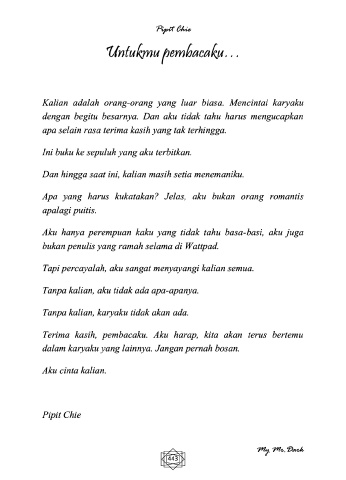 Pipit Chie
Untukmu pembacaku...
Kalian adalah orang-orang yang luar biasa. Mencintai karyaku
dengan begitu besarnya. Dan aku tidak tahu harus mengucapkan
apa selain rasa terima kasih yang tak terhingga.
Ini buku ke sepuluh yang aku terbitkan.
Dan hingga saat ini, kalian masih setia menemaniku.
Apa yang harus kukatakan? Jelas, aku bukan orang romantis
apalagi puitis.
Aku hanya perempuan kaku yang tidak tahu basa-basi, aku juga
bukan penulis yang ramah selama di Wattpad.
Tapi percayalah, aku sangat menyayangi kalian semua.
Tanpa kalian, aku tidak ada apa-apanya.
Tanpa kalian, karyaku tidak akan ada.
Terima kasih, pembacaku. Aku harap, kita akan terus bertemu
dalam karyaku yang lainnya. Jangan pernah bosan.
Aku cinta kalian.
Pipit Chie
My Mr. Dark
443